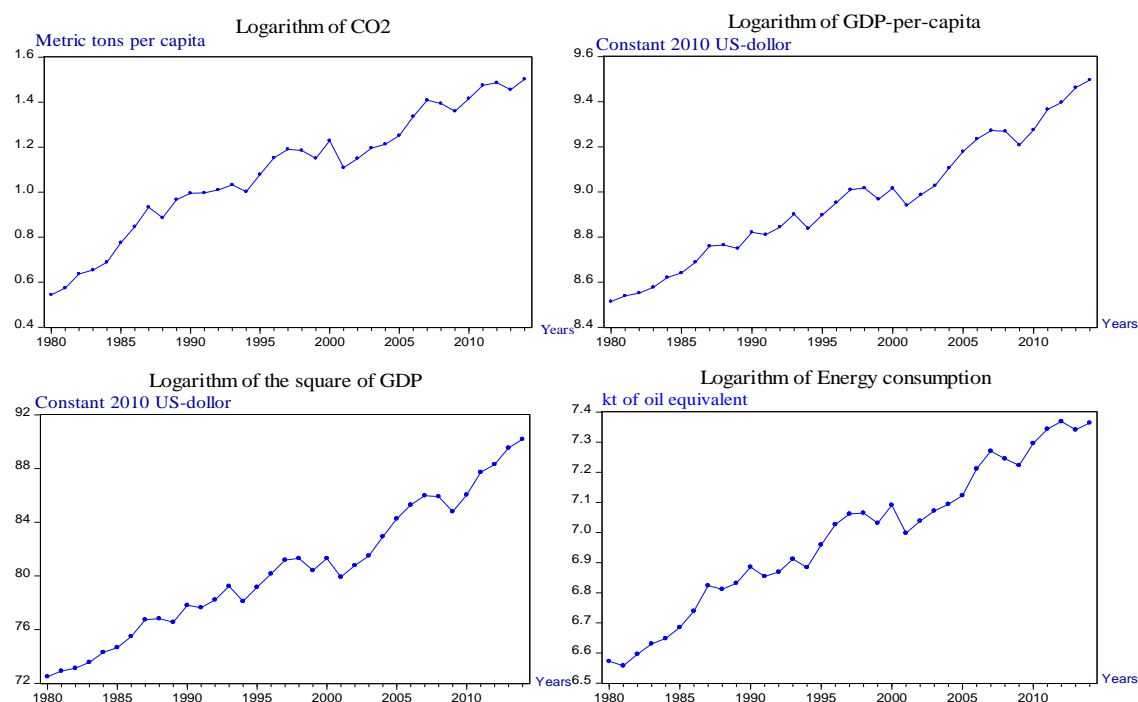 Logarithm of CO2
Metric tons per capita
1.6
1.4
1.2
1.0
0.8
0.6
0.4
1980 1985 1990 1995 2000 2005 2010
Years
Logarithm of GDP-per-capita
Constant 2010 US-dollor
9.6
9.4
9.2
9.0
8.8
8.6
8.4
1980 1985 1990 1995 2000 2005 2010
Years
Logarithm of the square of GDP
Constant 2010 US-dollor
92
88
84
80
76
72
1980 1985 1990 1995 2000 2005 2010
Years
Logarithm of Energy consumption
kt of oil equivalent
7.4
7.3
7.2
7.1
7.0
6.9
6.8
6.7
6.6
6.5
1980 1985 1990 1995 2000 2005 2010
Years